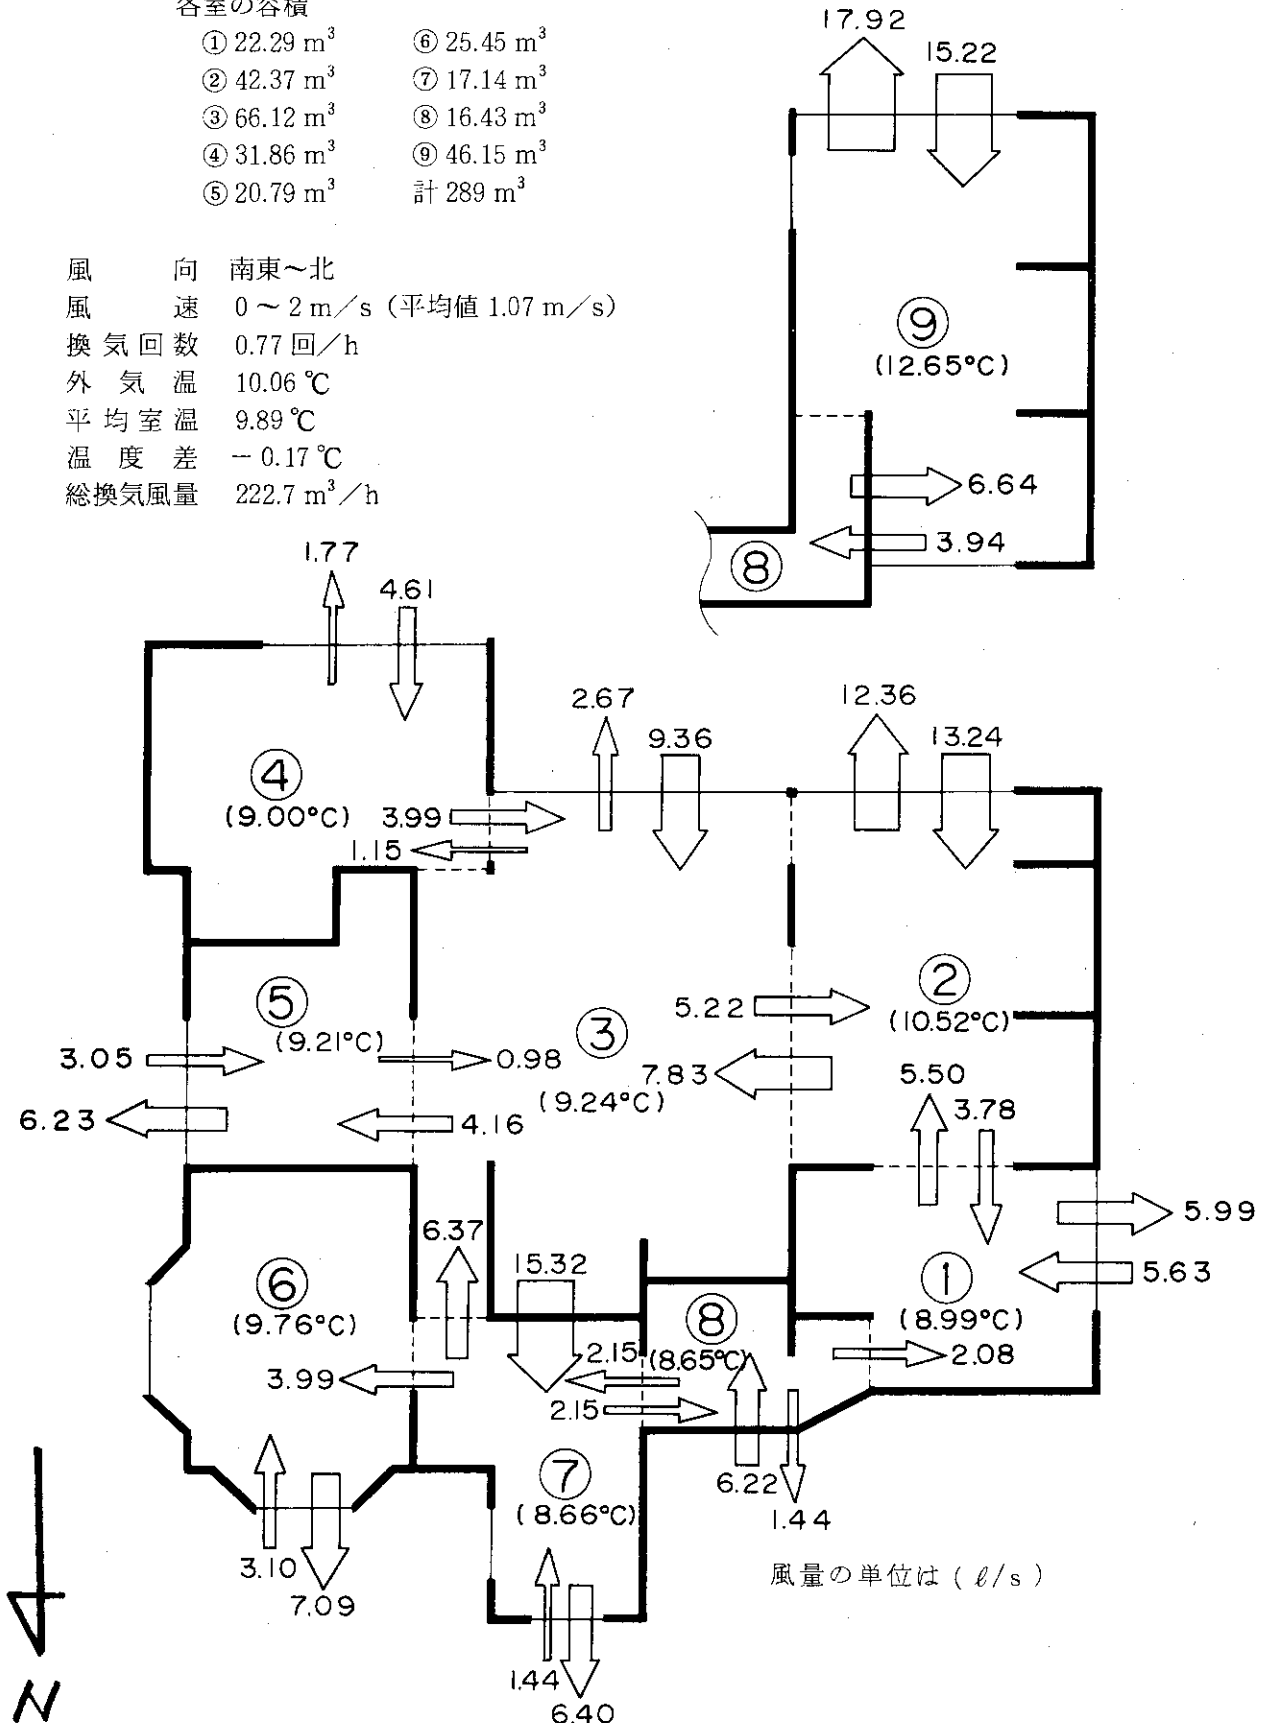 各室の容積
① 22.29 m³ ⑥ 25.45 m³
② 42.37 m³ ⑦ 17.14 m³
③ 66.12 m³ ⑧ 16.43 m³
④ 31.86 m³ ⑨ 46.15 m³
⑤ 20.79 m³ 計 289 m³
風向 南東～北
風速 0～2 m/s (平均値 1.07 m/s)
換気回数 0.77 回/h
外気温 10.06 ℃
平均室温 9.89 ℃
温度差 －0.17 ℃
総換気風量 222.7 m³/h
17.92
15.22
⑨
(12.65°C)
6.64
3.94
⑧
1.77
4.61
2.67
9.36
12.36
13.24
④
(9.00°C)
3.99
1.15
⑤
(9.21°C)
3.05
0.98
6.23
4.16
③
(9.24°C)
5.22
7.83
②
(10.52°C)
5.50
3.78
5.99
5.63
①
(8.99°C)
2.08
6.37
15.32
⑥
(9.76°C)
3.99
⑧
(8.65°C)
2.15
2.15
6.22
1.44
⑦
(8.66°C)
3.10
7.09
1.44
6.40
風量の単位は (ℓ/s)
N